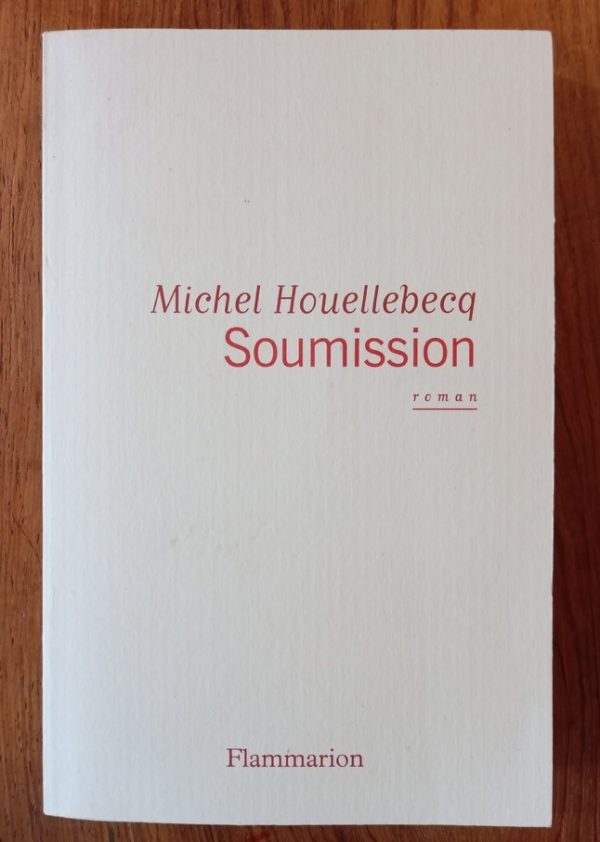 Michel Houellebecq
Soumission
roman
Flammarion